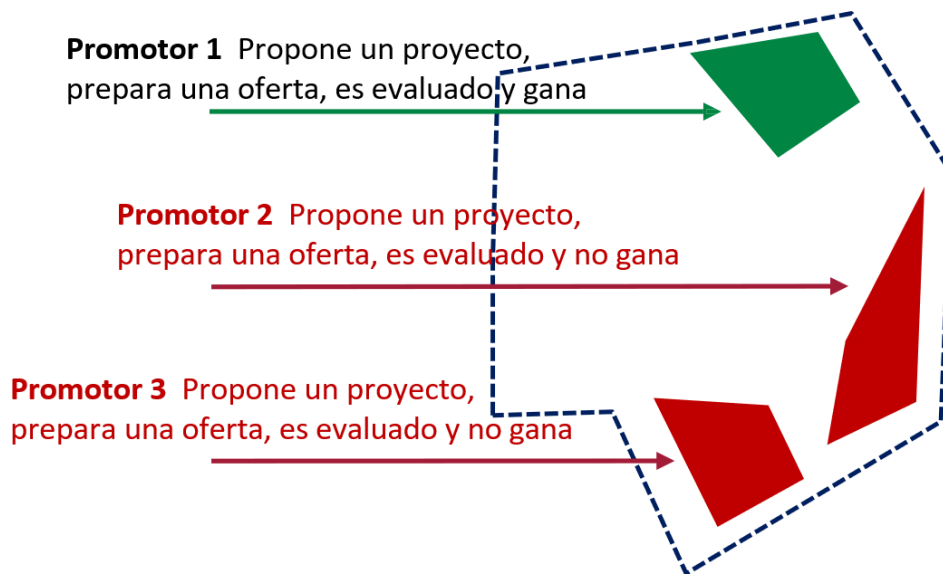 Promotor 1 Propone un proyecto,
prepara una oferta, es evaluado y gana
Promotor 2 Propone un proyecto,
prepara una oferta, es evaluado y no gana
Promotor 3 Propone un proyecto,
prepara una oferta, es evaluado y no gana